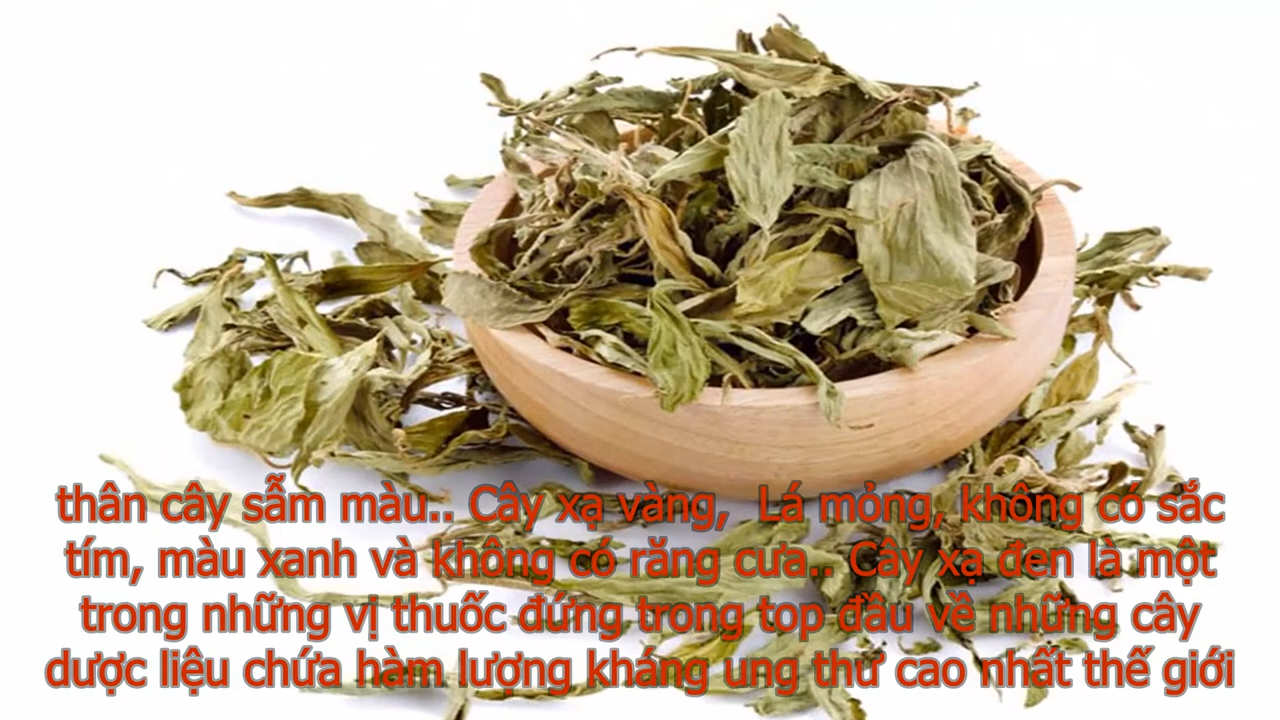 thân cây sẫm màu.. Cây xạ vàng,  Lá mỏng, không có sắc
tím, màu xanh và không có răng cưa.. Cây xạ đen là một
trong những vị thuốc đứng trong top đầu về những cây
dược liệu chứa hàm lượng kháng ung thư cao nhất thế giới